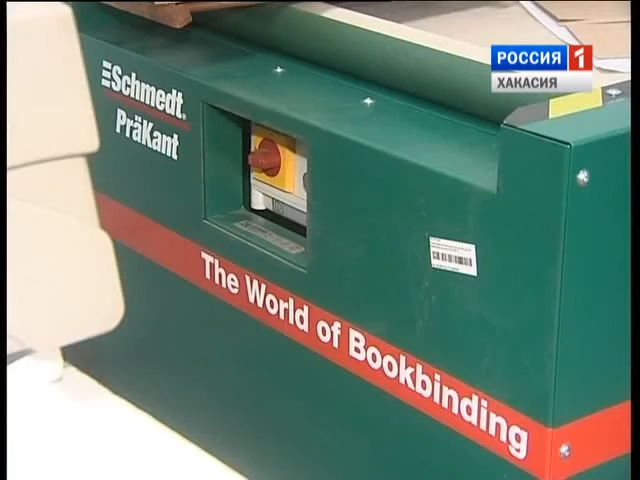 РОССИЯ 1
ХАКАСИЯ
Schmedt.
PräKant
The World of Bookbinding